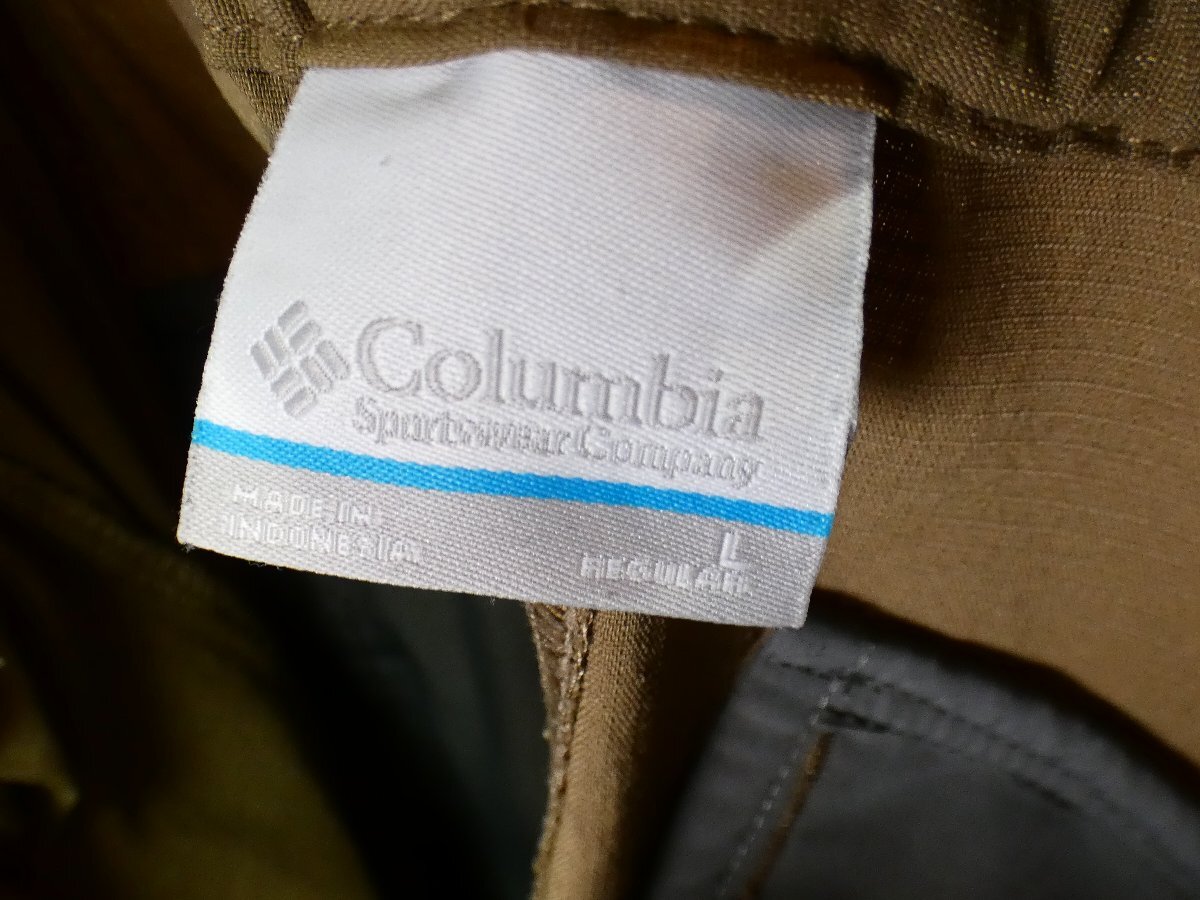 Columbia
Sportswear Company
MADE IN
INDONESIA
L
REGULAR